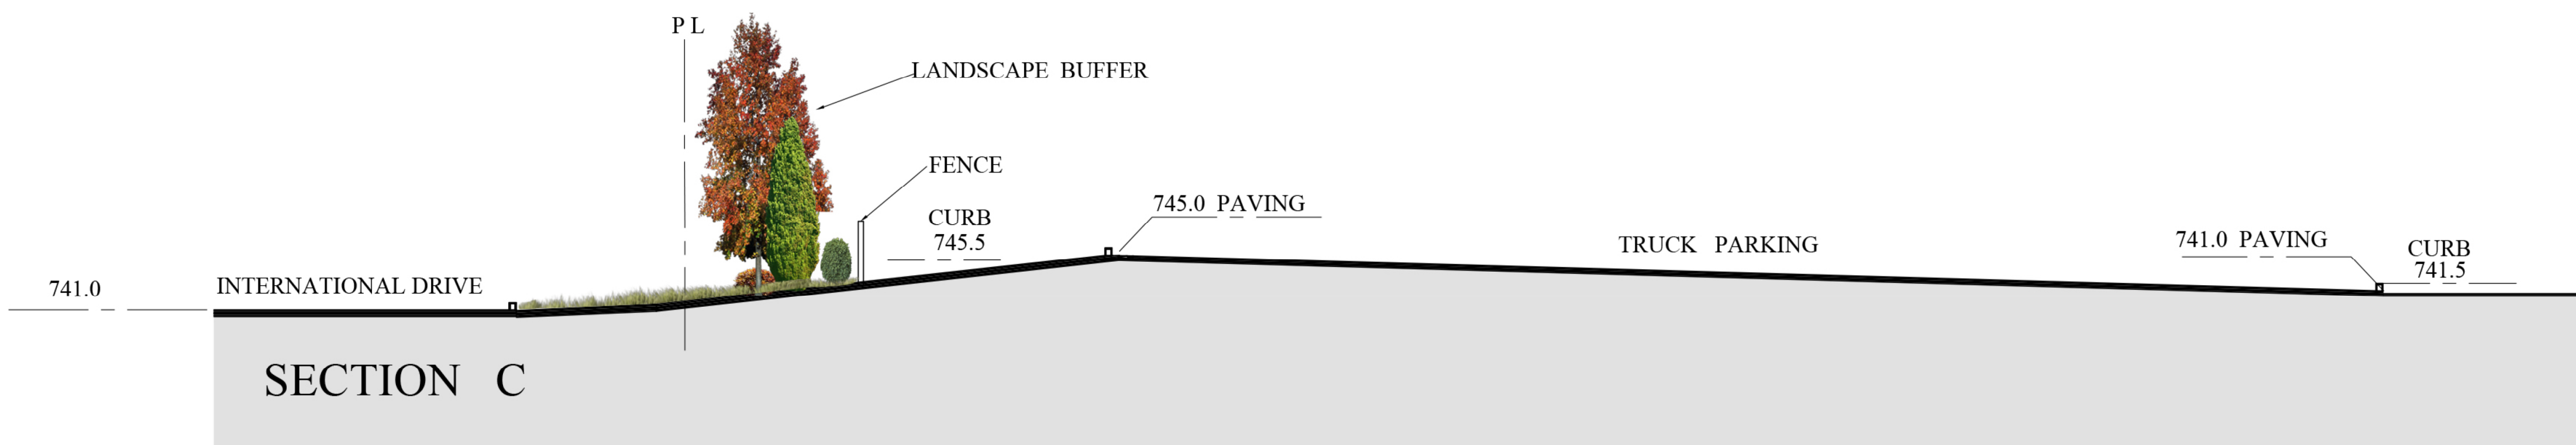 P L
LANDSCAPE BUFFER
FENCE
CURB
745.5
745.0 PAVING
TRUCK PARKING
741.0 PAVING
CURB
741.5
741.0
INTERNATIONAL DRIVE
SECTION C